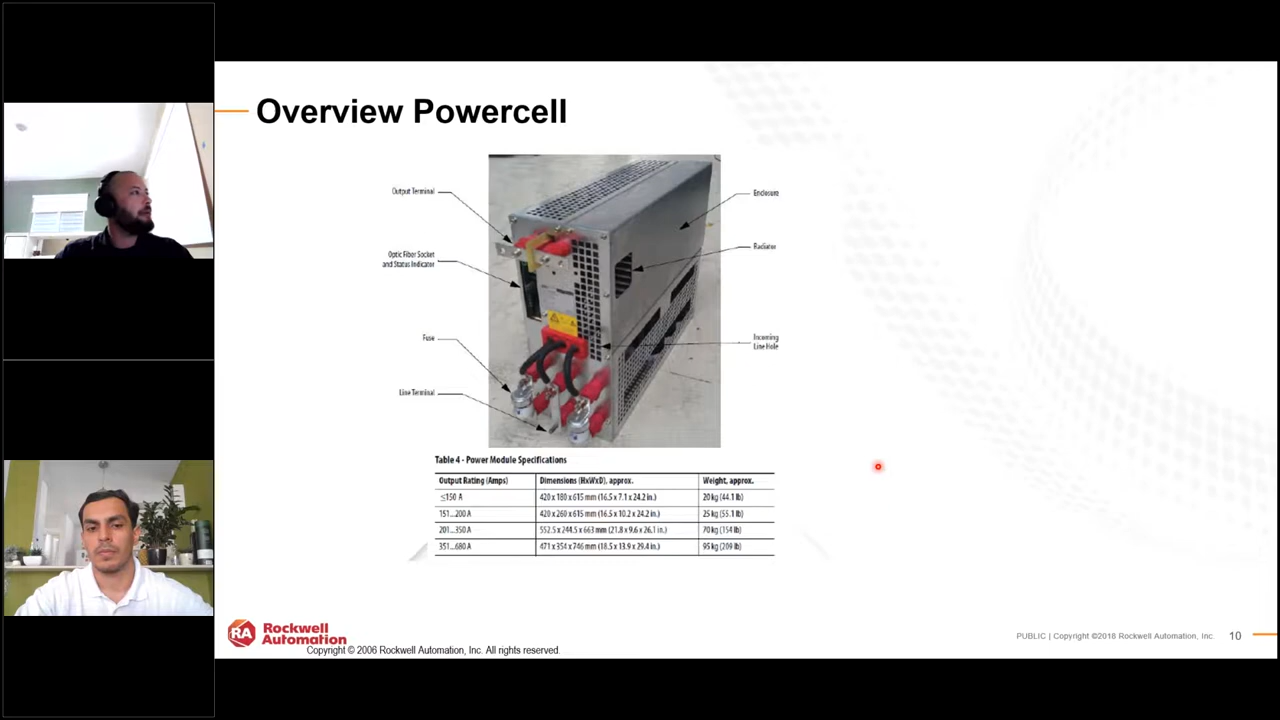 Overview Powercell
Output Terminal
Optic Fiber Socket
and Status Indicator
Fuse
Line Terminal
Enclosure
Radiator
Incoming
Line Hole
Table 4 - Power Module Specifications
Output Rating (Amps) Dimensions (HxWxD), approx. Weight, approx.
≤150 A 420 x 180 x 615 mm (16.5 x 7.1 x 24.2 in.) 20 kg (44.1 lb)
151...200 A 420 x 260 x 615 mm (16.5 x 10.2 x 24.2 in.) 25 kg (55.1 lb)
201...350 A 552.5 x 244.5 x 663 mm (21.8 x 9.6 x 26.1 in.) 70 kg (154 lb)
351...680 A 471 x 354 x 746 mm (18.5 x 13.9 x 29.4 in.) 95 kg (209 lb)
RA Rockwell
Automation
Copyright © 2006 Rockwell Automation, Inc. All rights reserved.
PUBLIC | Copyright ©2018 Rockwell Automation, Inc. 10